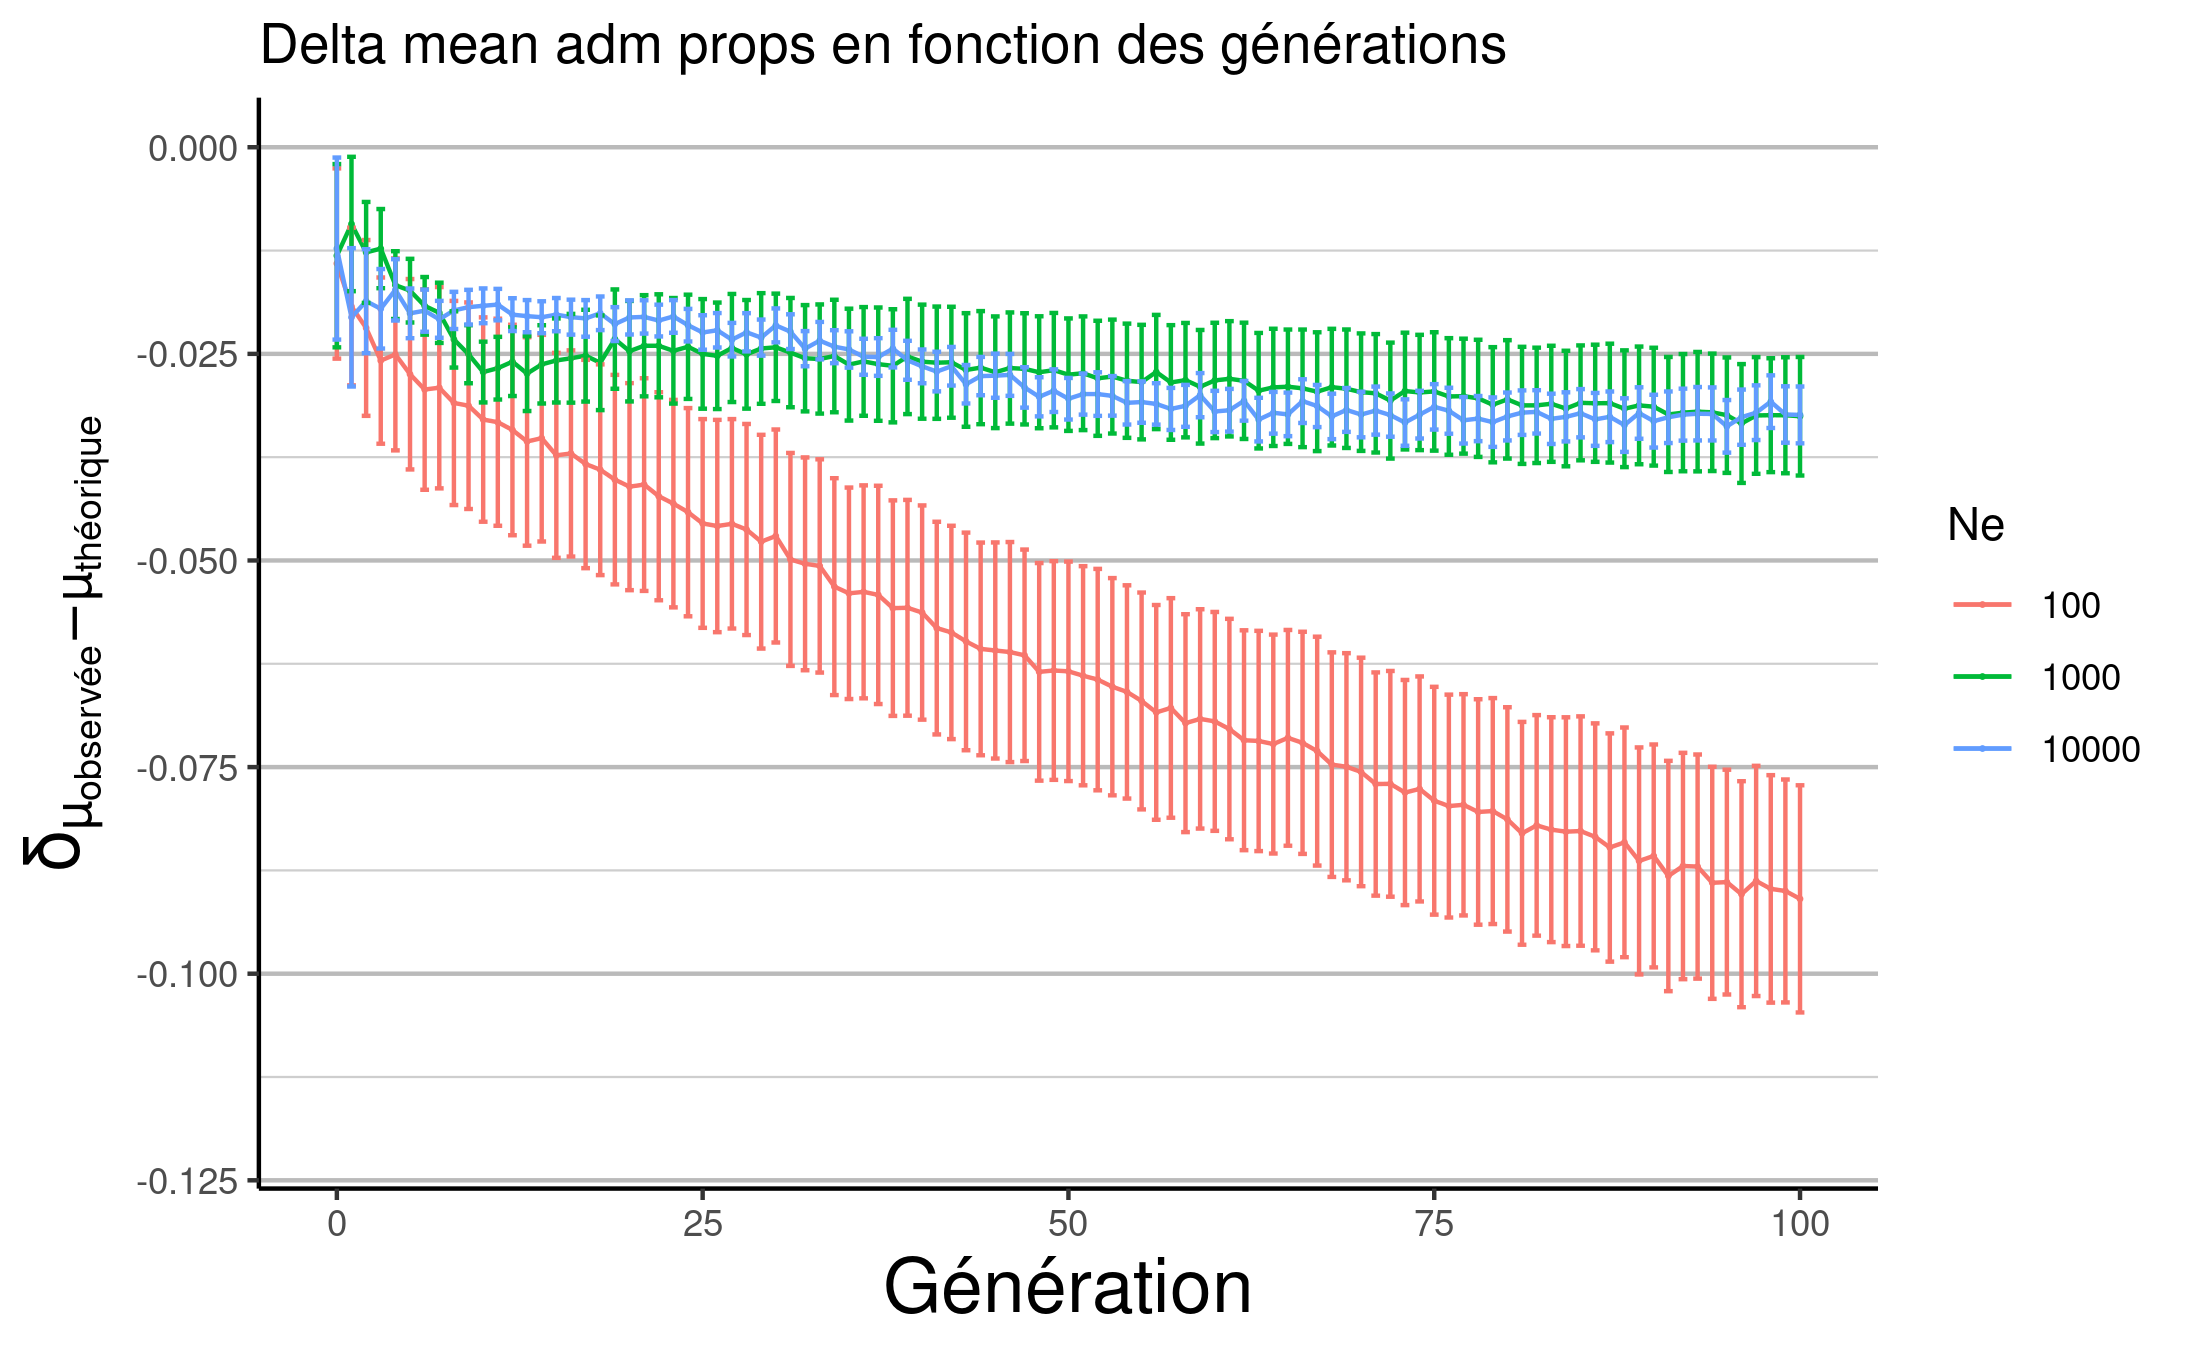 Delta mean adm props en fonction des générations
δμobservée−μthéorique
0.000
-0.025
-0.050
-0.075
-0.100
-0.125
0 25 50 75 100
Génération
Ne
100
1000
10000